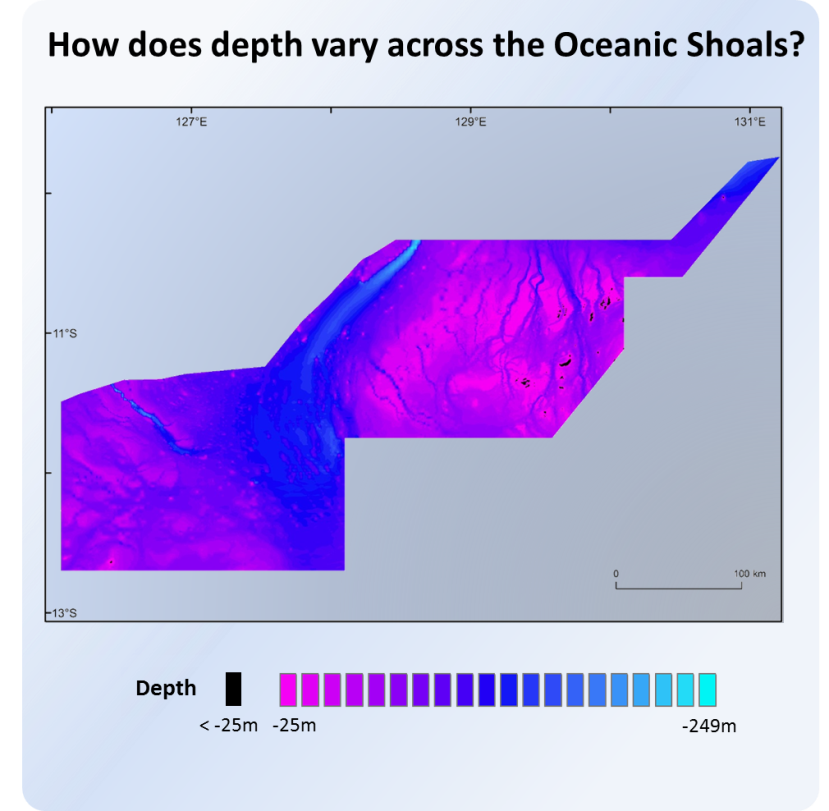 How does depth vary across the Oceanic Shoals?
127°E 129°E 131°E
11°S
13°S
0 100 km
Depth
< -25m -25m -249m